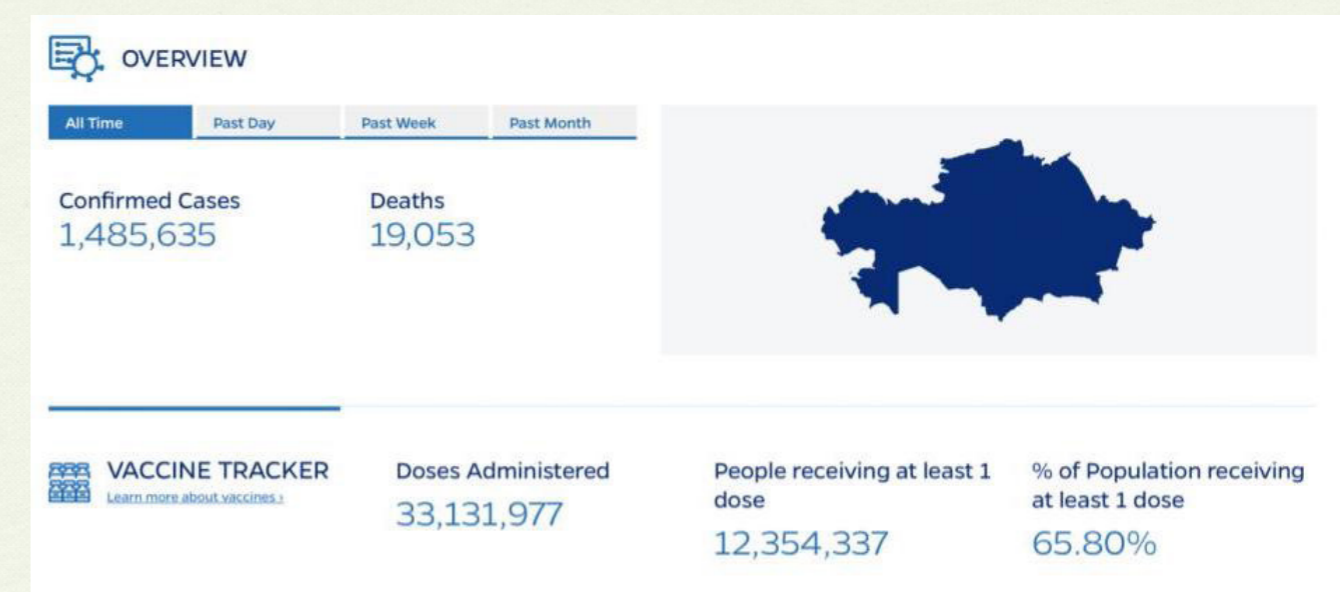 OVERVIEW
All Time Past Day Past Week Past Month
Confirmed Cases Deaths
1,485,635 19,053
VACCINE TRACKER
Learn more about vaccines ›
Doses Administered
33,131,977
People receiving at least 1
dose
12,354,337
% of Population receiving
at least 1 dose
65.80%